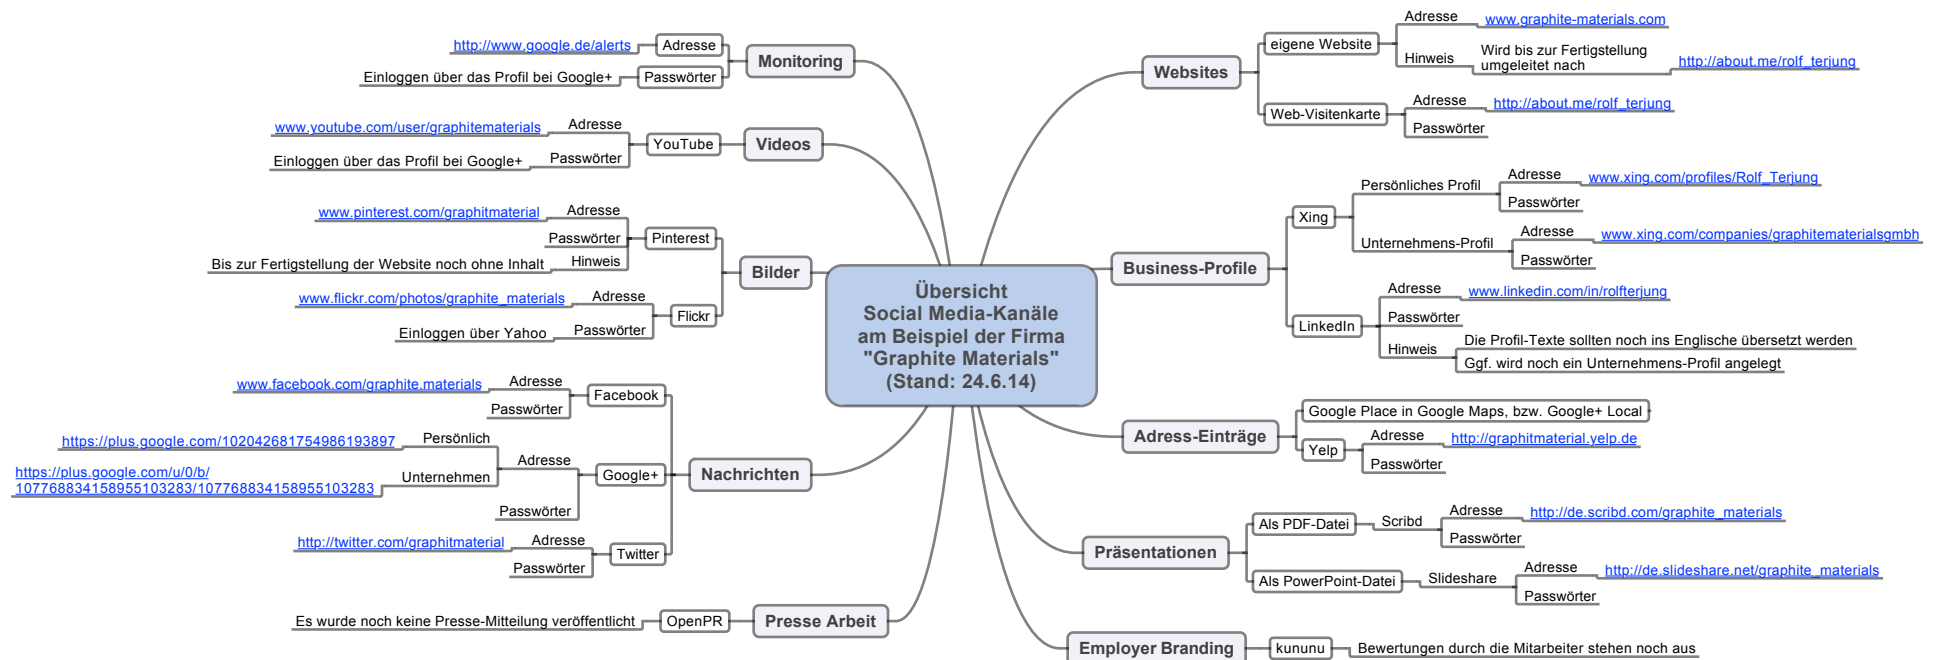 Übersicht
Social Media-Kanäle
am Beispiel der Firma
"Graphite Materials"
(Stand: 24.6.14)
Monitoring
Adresse
http://www.google.de/alerts
Passwörter
Einloggen über das Profil bei Google+
Videos
YouTube
Adresse
www.youtube.com/user/graphitematerials
Passwörter
Einloggen über das Profil bei Google+
Bilder
Pinterest
Adresse
www.pinterest.com/graphitmaterial
Passwörter
Hinweis
Bis zur Fertigstellung der Website noch ohne Inhalt
Flickr
Adresse
www.flickr.com/photos/graphite_materials
Passwörter
Einloggen über Yahoo
Nachrichten
Facebook
Adresse
www.facebook.com/graphite.materials
Passwörter
Google+
Adresse
Persönlich
https://plus.google.com/102042681754986193897
Unternehmen
https://plus.google.com/u/0/b/
107768834158955103283/107768834158955103283
Passwörter
Twitter
Adresse
http://twitter.com/graphitmaterial
Passwörter
Presse Arbeit
OpenPR
Es wurde noch keine Presse-Mitteilung veröffentlicht
Websites
eigene Website
Adresse
www.graphite-materials.com
Hinweis
Wird bis zur Fertigstellung
umgeleitet nach
http://about.me/rolf_terjung
Web-Visitenkarte
Adresse
http://about.me/rolf_terjung
Passwörter
Business-Profile
Xing
Persönliches Profil
Adresse
www.xing.com/profiles/Rolf_Terjung
Passwörter
Unternehmens-Profil
Adresse
www.xing.com/companies/graphitematerialsgmbh
Passwörter
LinkedIn
Adresse
www.linkedin.com/in/rolfterjung
Passwörter
Hinweis
Die Profil-Texte sollten noch ins Englische übersetzt werden
Ggf. wird noch ein Unternehmens-Profil angelegt
Adress-Einträge
Google Place in Google Maps, bzw. Google+ Local
Yelp
Adresse
http://graphitmaterial.yelp.de
Passwörter
Präsentationen
Als PDF-Datei
Scribd
Adresse
http://de.scribd.com/graphite_materials
Passwörter
Als PowerPoint-Datei
Slideshare
Adresse
http://de.slideshare.net/graphite_materials
Passwörter
Employer Branding
kununu
Bewertungen durch die Mitarbeiter stehen noch aus